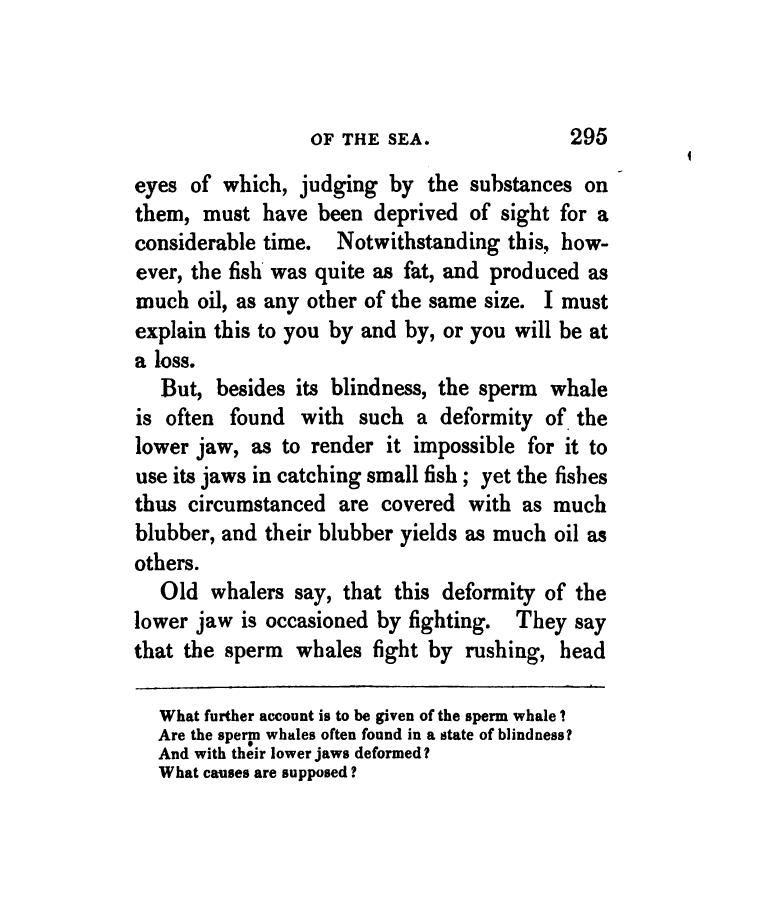 OF THE SEA. 295
eyes of which, judging by the substances on
them, must have been deprived of sight for a
considerable time. Notwithstanding this, how-
ever, the fish was quite as fat, and produced as
much oil, as any other of the same size. I must
explain this to you by and by, or you will be at
a loss.
But, besides its blindness, the sperm whale
is often found with such a deformity of the
lower jaw, as to render it impossible for it to
use its jaws in catching small fish; yet the fishes
thus circumstanced are covered with as much
blubber, and their blubber yields as much oil as
others.
Old whalers say, that this deformity of the
lower jaw is occasioned by fighting. They say
that the sperm whales fight by rushing, head
What further account is to be given of the sperm whale?
Are the sperm whales often found in a state of blindness?
And with their lower jaws deformed?
What causes are supposed?